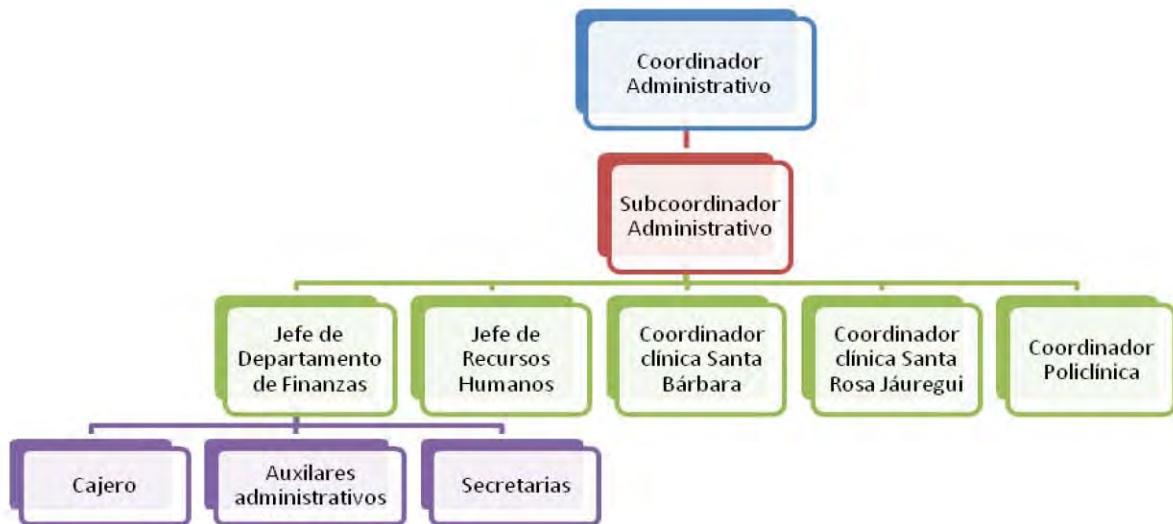 Coordinador
Administrativo
Subcoordinador
Administrativo
Jefe de
Departamento
de Finanzas
Jefe de
Recursos
Humanos
Coordinador
clínica Santa
Bárbara
Coordinador
clínica Santa
Rosa Jáuregui
Coordinador
Policlínica
Cajero
Auxilares
administrativos
Secretarias